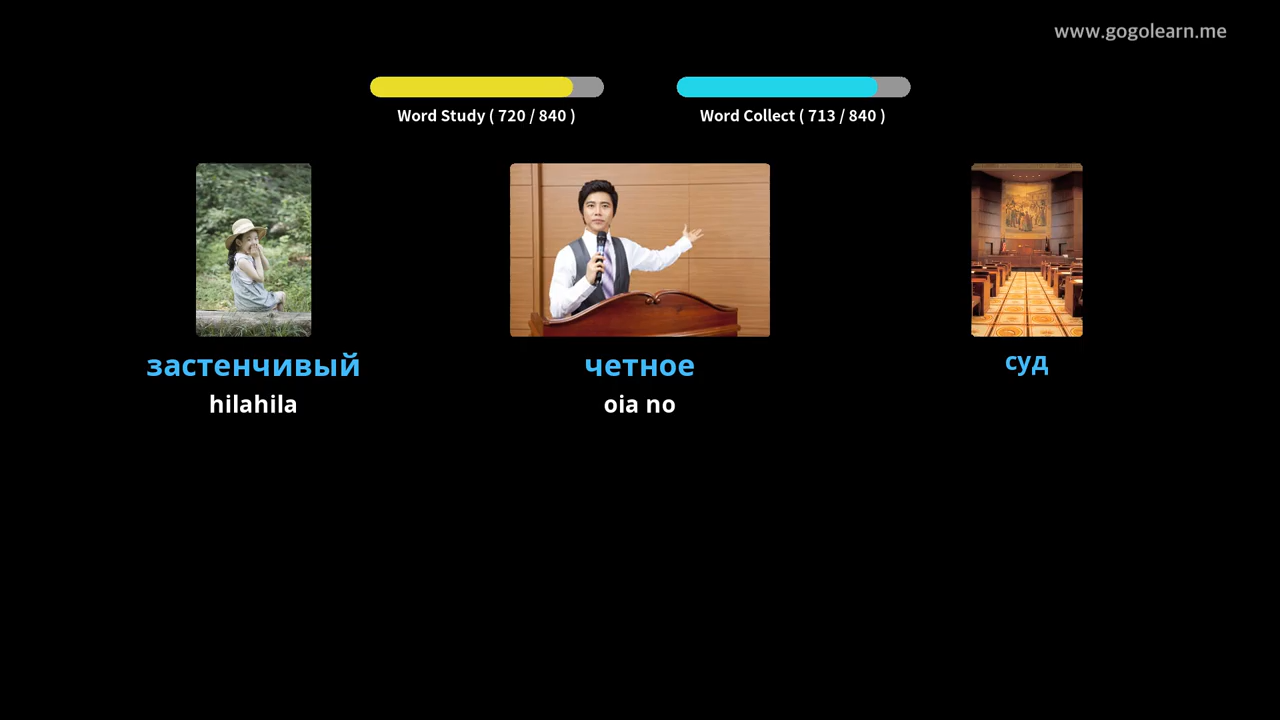 www.gogolearn.me
Word Study ( 720 / 840 )
Word Collect ( 713 / 840 )
застенчивый
hilahila
четное
oia no
суд